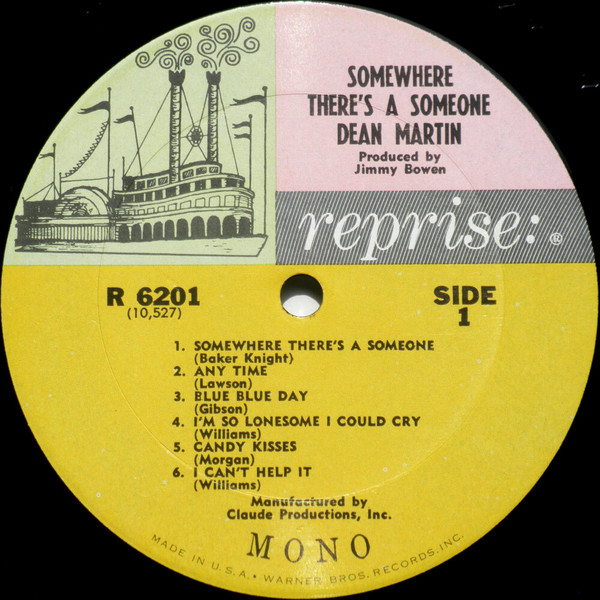 SOMEWHERE
THERE'S A SOMEONE
DEAN MARTIN
Produced by
Jimmy Bowen
reprise: ®
R 6201
(10,527)
SIDE
1
1. SOMEWHERE THERE'S A SOMEONE
(Baker Knight)
2. ANY TIME
(Lawson)
3. BLUE BLUE DAY
(Gibson)
4. I'M SO LONESOME I COULD CRY
(Williams)
5. CANDY KISSES
(Morgan)
6. I CAN'T HELP IT
(Williams)
Manufactured by
Claude Productions, Inc.
MONO
MADE IN U.S.A. • WARNER BROS. RECORDS, INC.